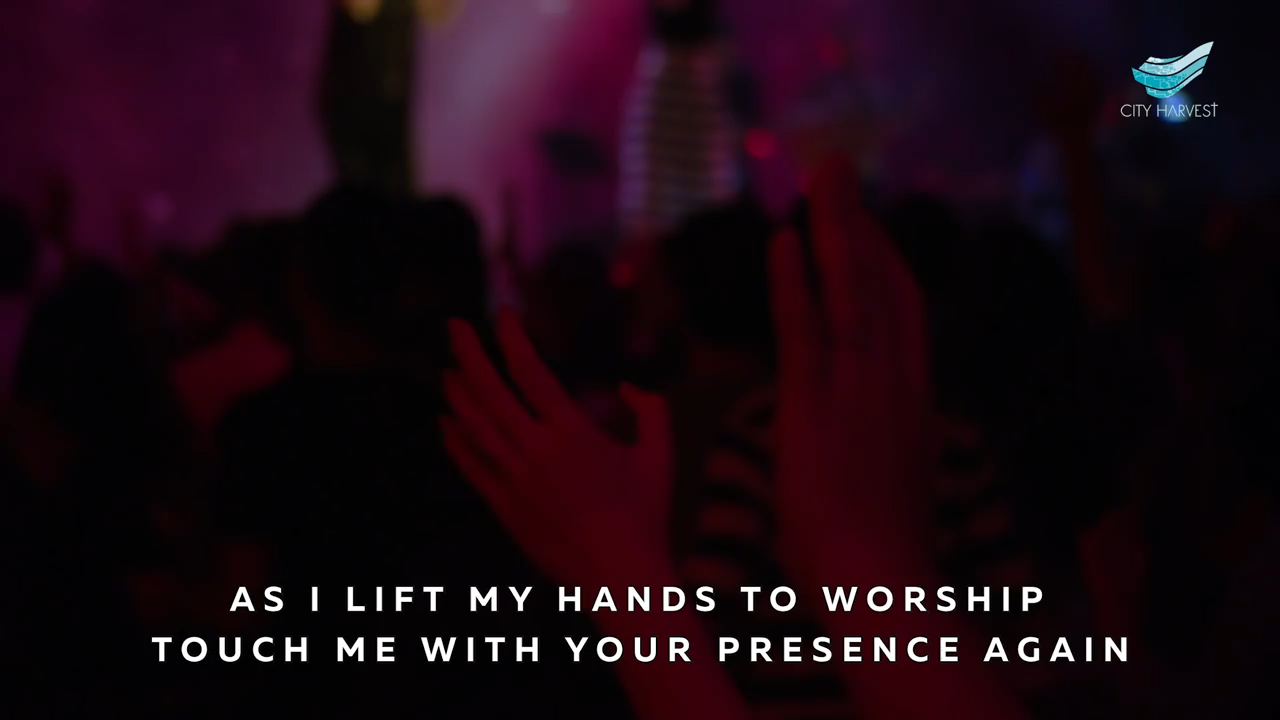 CITY HARVEST
AS I LIFT MY HANDS TO WORSHIP
TOUCH ME WITH YOUR PRESENCE AGAIN